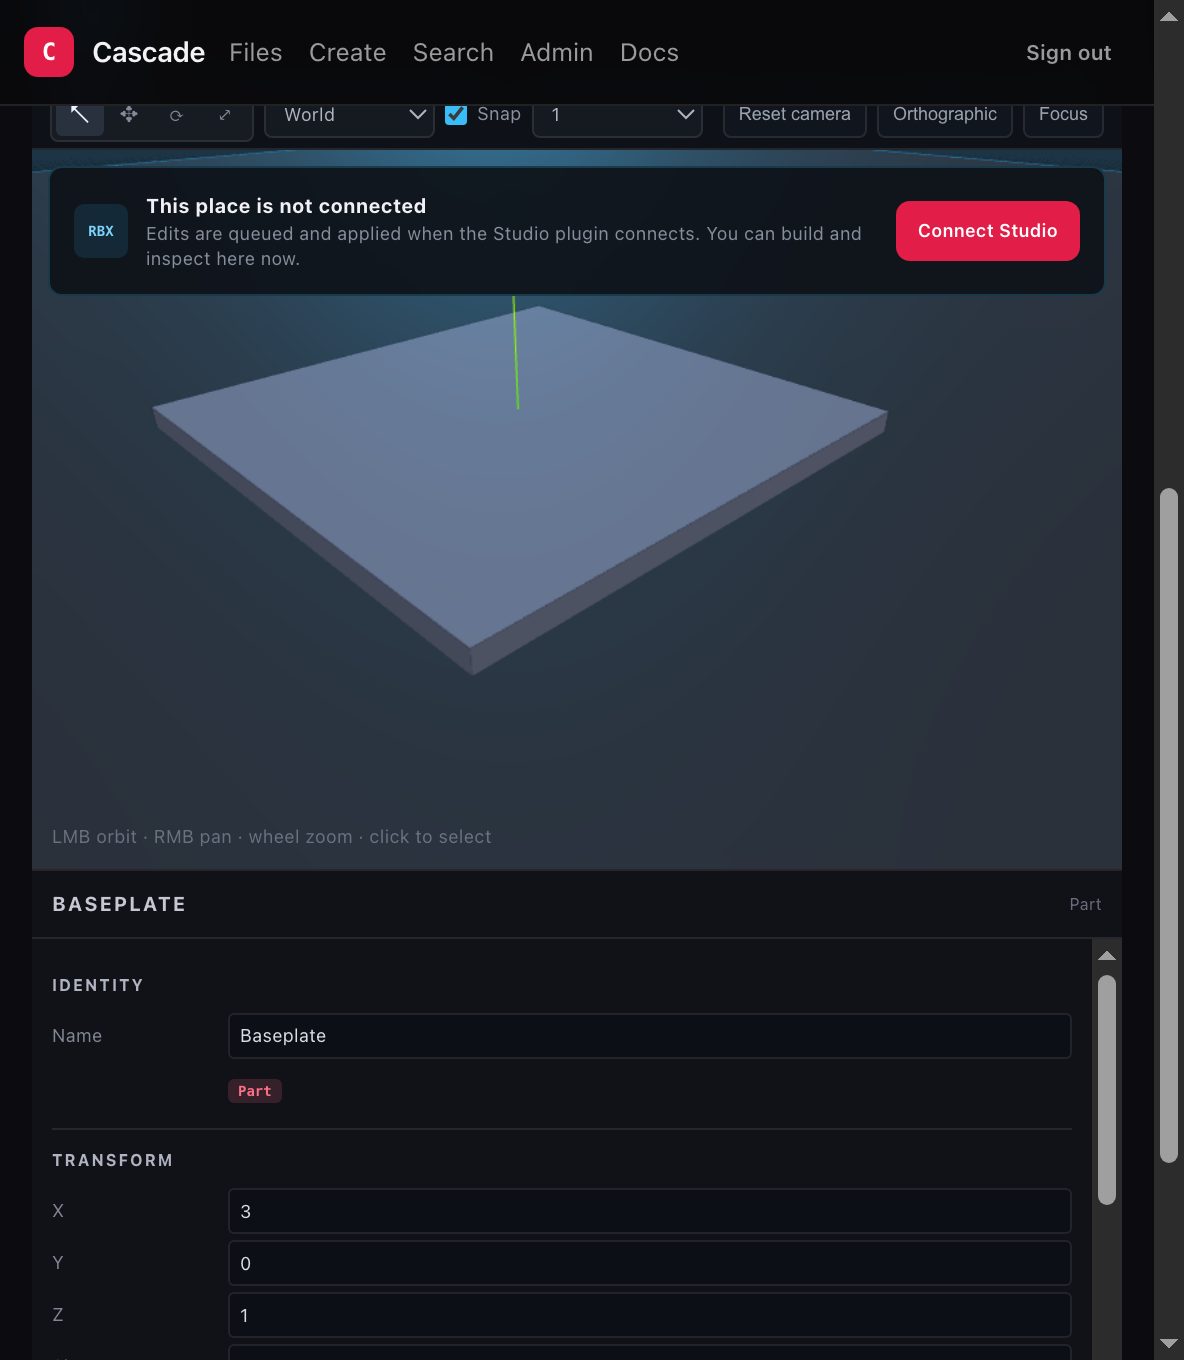 C Cascade Files Create Search Admin Docs Sign out
World Snap 1 Reset camera Orthographic Focus
RBX
This place is not connected
Edits are queued and applied when the Studio plugin connects. You can build and
inspect here now.
Connect Studio
LMB orbit · RMB pan · wheel zoom · click to select
BASEPLATE Part
IDENTITY
Name Baseplate
Part
TRANSFORM
X 3
Y 0
Z 1